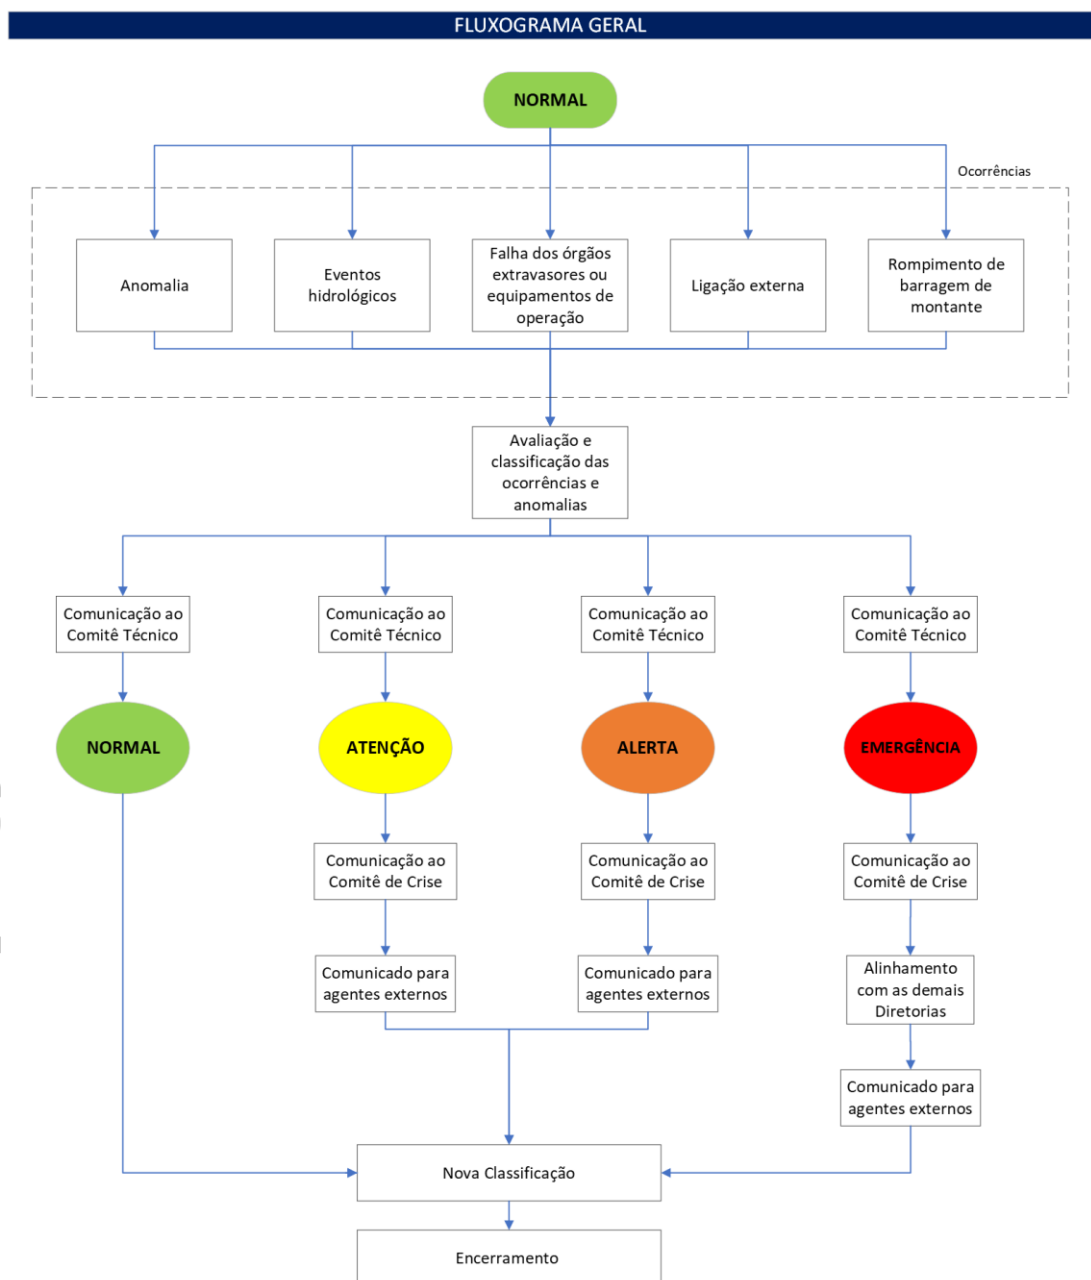 FLUXOGRAMA GERAL
NORMAL
Ocorrências
Anomalia
Eventos
hidrológicos
Falha dos órgãos
extravasores ou
equipamentos de
operação
Ligação externa
Rompimento de
barragem de
montante
Avaliação e
classificação das
ocorrências e
anomalias
Comunicação ao
Comitê Técnico
Comunicação ao
Comitê Técnico
Comunicação ao
Comitê Técnico
Comunicação ao
Comitê Técnico
NORMAL
ATENÇÃO
ALERTA
EMERGÊNCIA
Comunicação ao
Comitê de Crise
Comunicação ao
Comitê de Crise
Comunicação ao
Comitê de Crise
Comunicado para
agentes externos
Comunicado para
agentes externos
Alinhamento
com as demais
Diretorias
Comunicado para
agentes externos
Nova Classificação
Encerramento